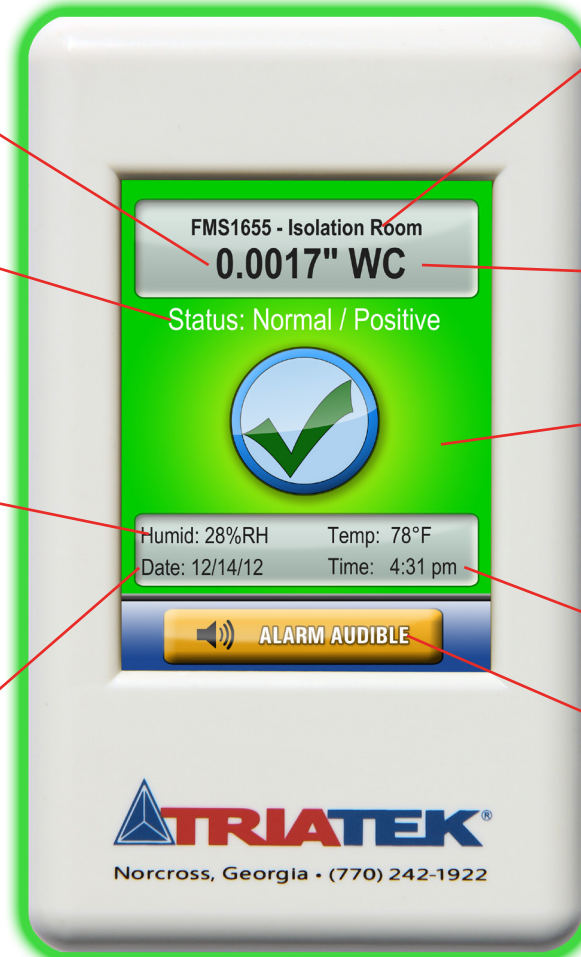 FMS1655 - Isolation Room
0.0017" WC
Status: Normal / Positive
Humid: 28%RH Temp: 78°F
Date: 12/14/12 Time: 4:31 pm
ALARM AUDIBLE
TRIATEK®
Norcross, Georgia • (770) 242-1922